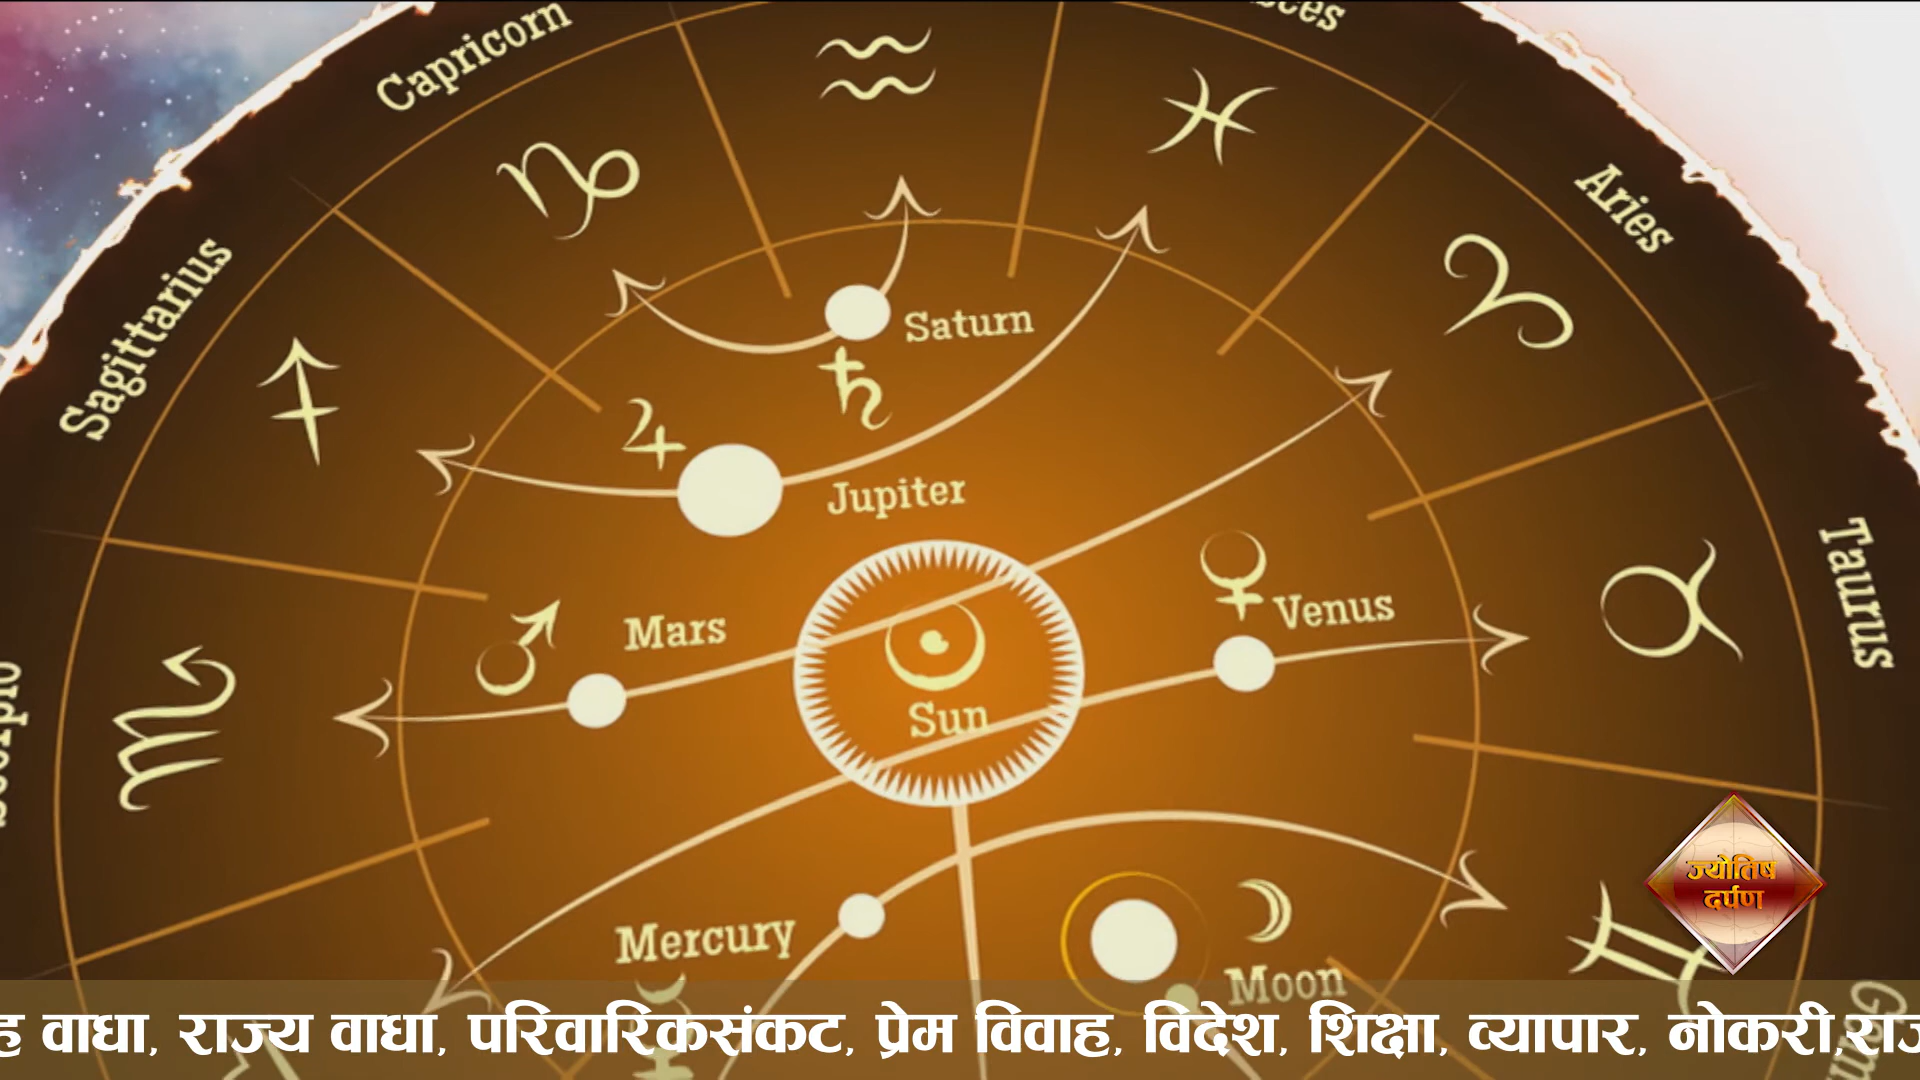 Capricorn
Aries
Sagittarius
Saturn
Jupiter
Taurus
Mars
Venus
Sun
ज्योतिष
दर्पण
Mercury
Moon
वाधा, राज्य वाधा, परिवारिकसंकट, प्रेम विवाह, विदेश, शिक्षा, व्यापार, नोकरी,